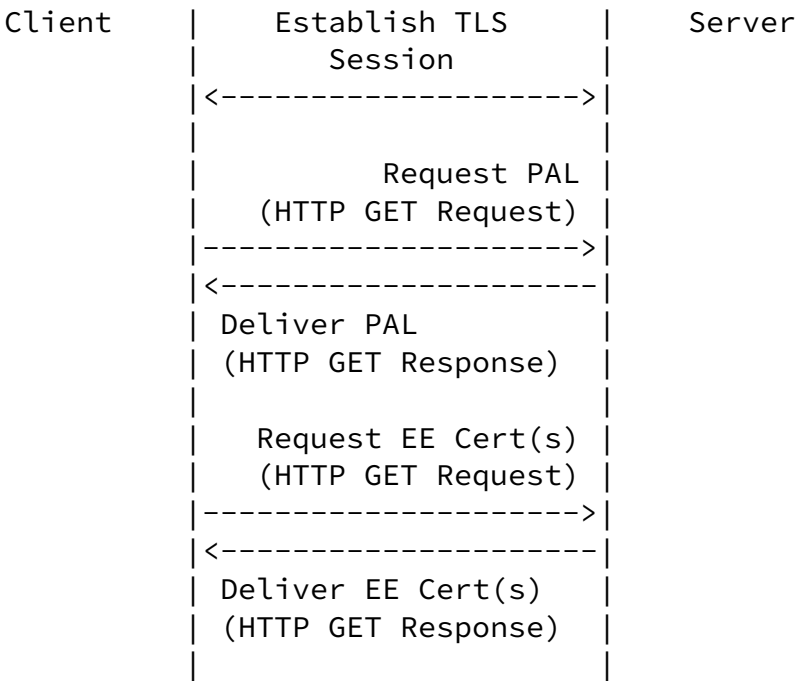 Client | Establish TLS | Server
| Session |
|<-------------------->|
| |
| Request PAL |
| (HTTP GET Request) |
|--------------------->|
|<---------------------|
| Deliver PAL |
| (HTTP GET Response) |
| |
| Request EE Cert(s) |
| (HTTP GET Request) |
|--------------------->|
|<---------------------|
| Deliver EE Cert(s) |
| (HTTP GET Response) |
| |